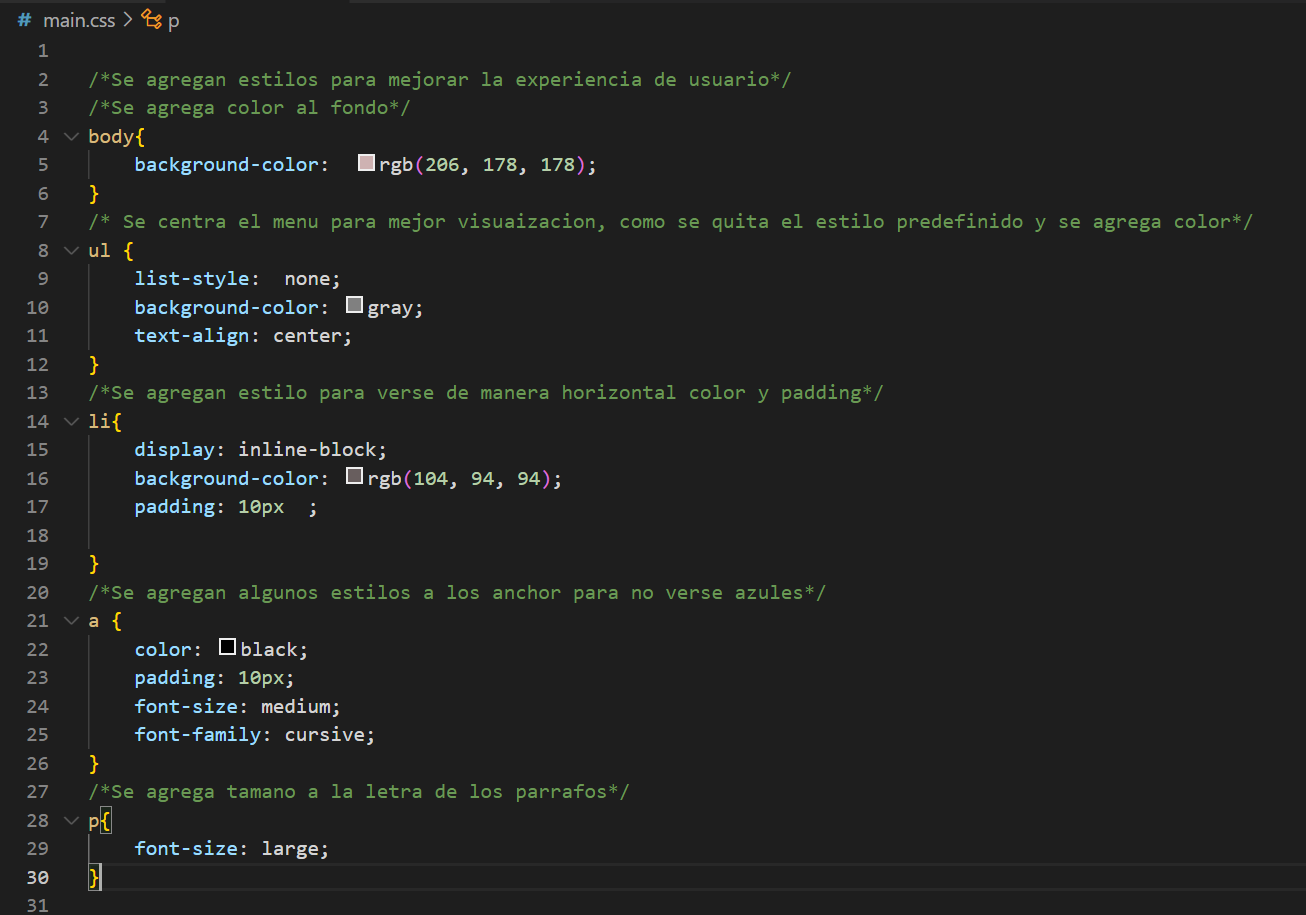 # main.css > p
1
2 /*Se agregan estilos para mejorar la experiencia de usuario*/
3 /*Se agrega color al fondo*/
4 body{
5     background-color:  rgb(206, 178, 178);
6 }
7 /* Se centra el menu para mejor visuaizacion, como se quita el estilo predefinido y se agrega color*/
8 ul {
9     list-style:  none;
10     background-color: gray;
11     text-align: center;
12 }
13 /*Se agregan estilo para verse de manera horizontal color y padding*/
14 li{
15     display: inline-block;
16     background-color: rgb(104, 94, 94);
17     padding: 10px  ;
18
19 }
20 /*Se agregan algunos estilos a los anchor para no verse azules*/
21 a {
22     color: black;
23     padding: 10px;
24     font-size: medium;
25     font-family: cursive;
26 }
27 /*Se agrega tamano a la letra de los parrafos*/
28 p{
29     font-size: large;
30 }
31